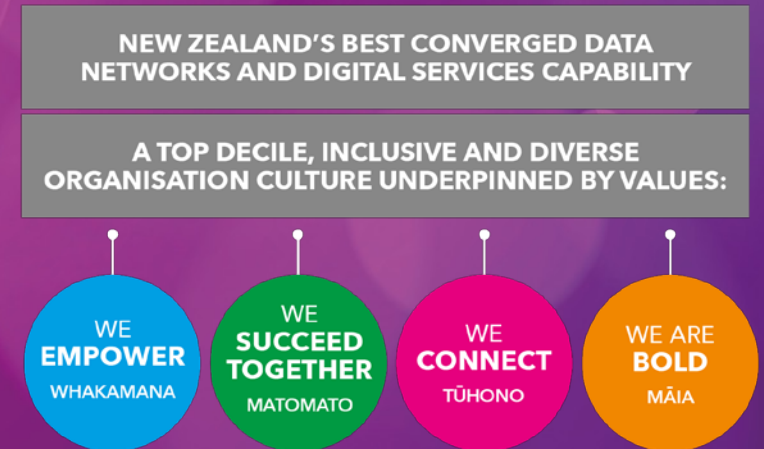 NEW ZEALAND'S BEST CONVERGED DATA
NETWORKS AND DIGITAL SERVICES CAPABILITY
A TOP DECILE, INCLUSIVE AND DIVERSE
ORGANISATION CULTURE UNDERPINNED BY VALUES:
WE
EMPOWER
WHAKAMANA
WE
SUCCEED
TOGETHER
MATOMATO
WE
CONNECT
TŪHONO
WE ARE
BOLD
MĀIA